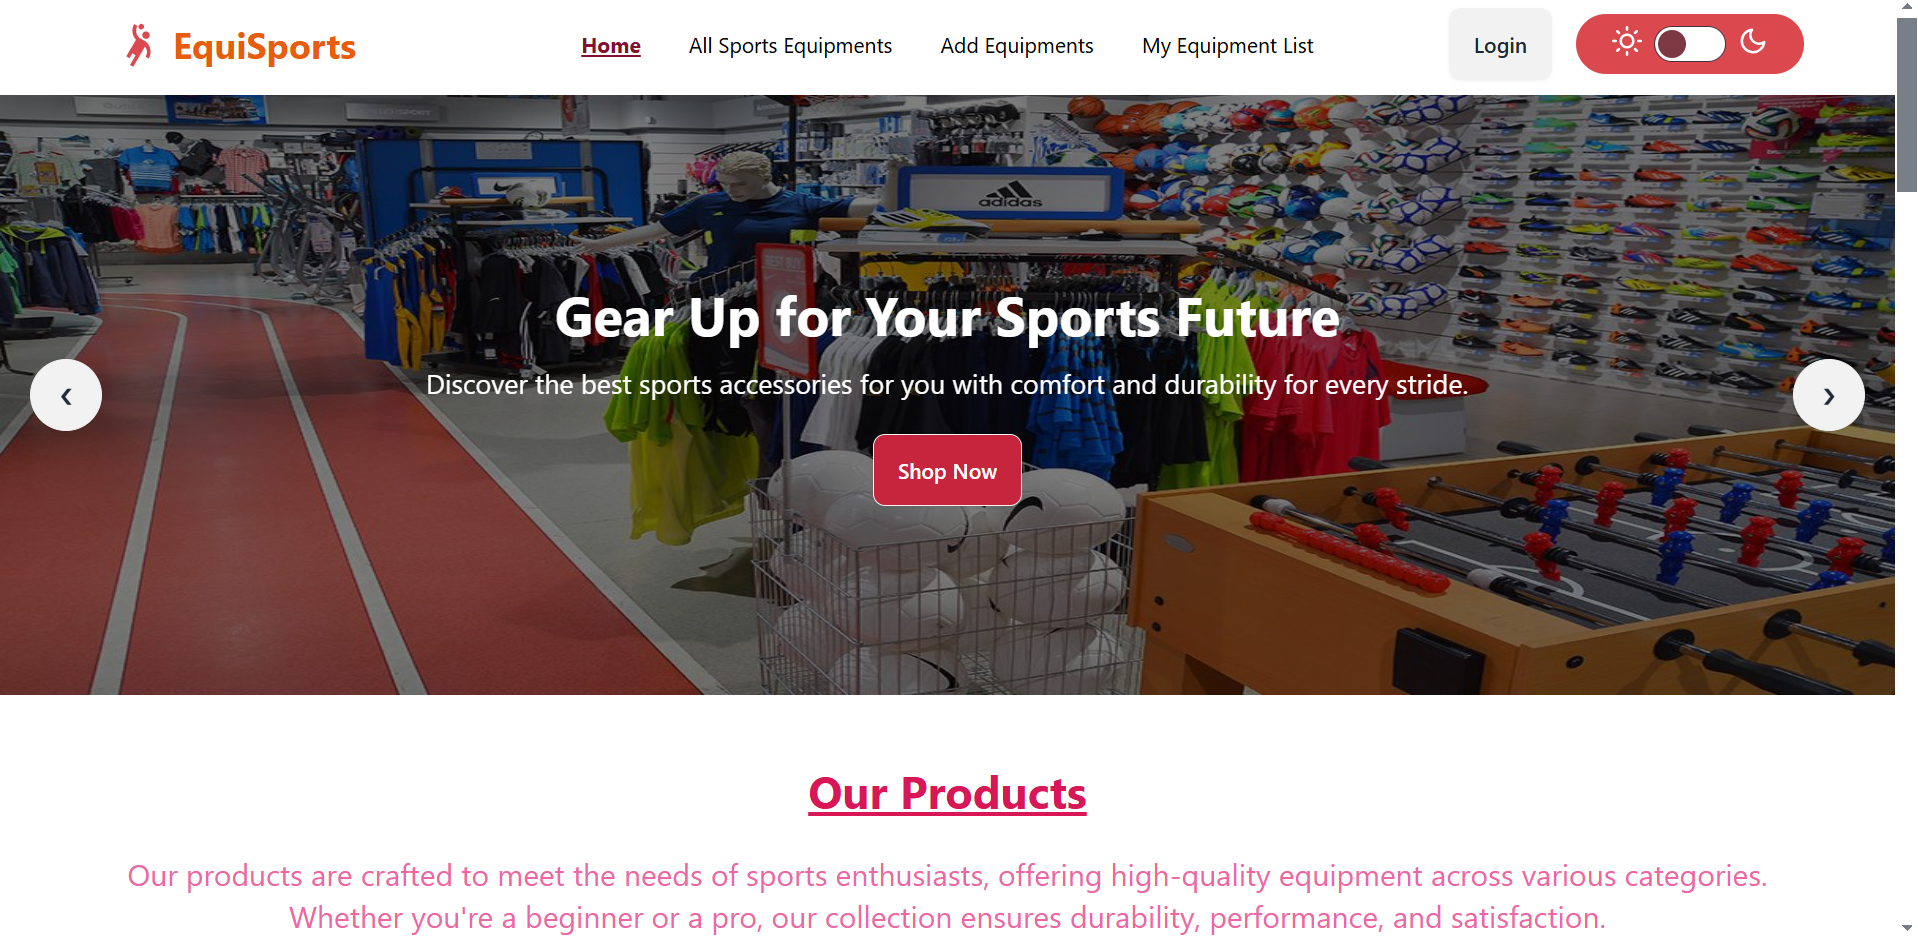 EquiSports
Home
All Sports Equipments
Add Equipments
My Equipment List
Login
adidas
BEST BUY
Gear Up for Your Sports Future
Discover the best sports accessories for you with comfort and durability for every stride.
❮
❯
Shop Now
Our Products
Our products are crafted to meet the needs of sports enthusiasts, offering high-quality equipment across various categories.
Whether you're a beginner or a pro, our collection ensures durability, performance, and satisfaction.